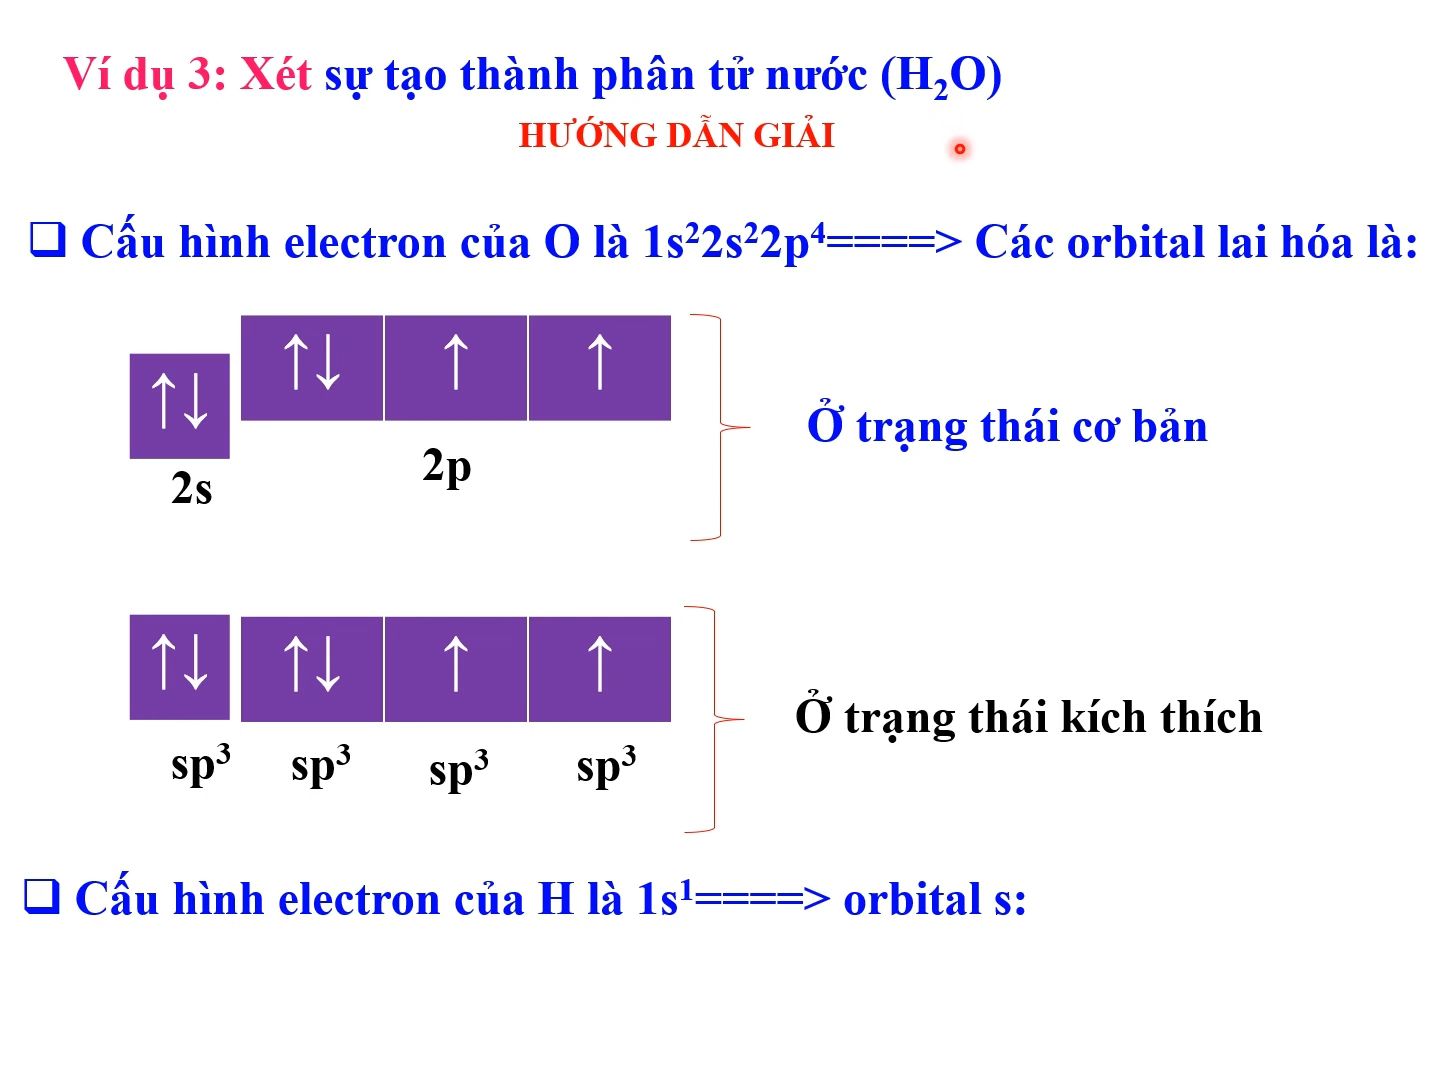 Ví dụ 3: Xét sự tạo thành phân tử nước (H₂O)
HƯỚNG DẪN GIẢI
❑ Cấu hình electron của O là 1s²2s²2p⁴====> Các orbital lai hóa là:
↑↓ ↑↓ ↑ ↑
2s 2p
Ở trạng thái cơ bản
↑↓ ↑↓ ↑ ↑
sp³ sp³ sp³ sp³
Ở trạng thái kích thích
❑ Cấu hình electron của H là 1s¹====> orbital s: